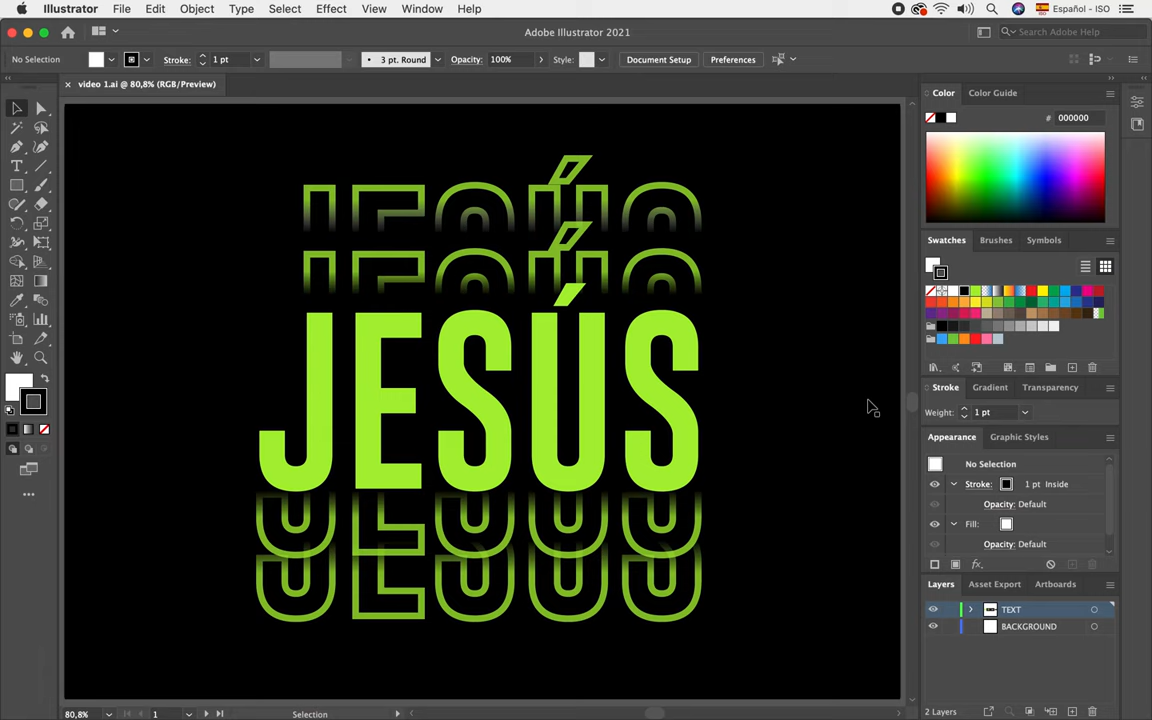 Illustrator File Edit Object Type Select Effect View Window Help
Español - ISO
Adobe Illustrator 2021
Search Adobe Help
No Selection
Stroke:
1 pt
3 pt. Round
Opacity: 100%
Style:
Document Setup
Preferences
video 1.ai @ 80,8% (RGB/Preview)
Color Color Guide
# 000000
Swatches Brushes Symbols
JESÚS
Stroke Gradient Transparency
Weight: 1 pt
Appearance Graphic Styles
No Selection
Stroke: 1 pt Inside
Opacity: Default
Fill:
Opacity: Default
Layers Asset Export Artboards
TEXT
BACKGROUND
2 Layers
80,8%
1
Selection